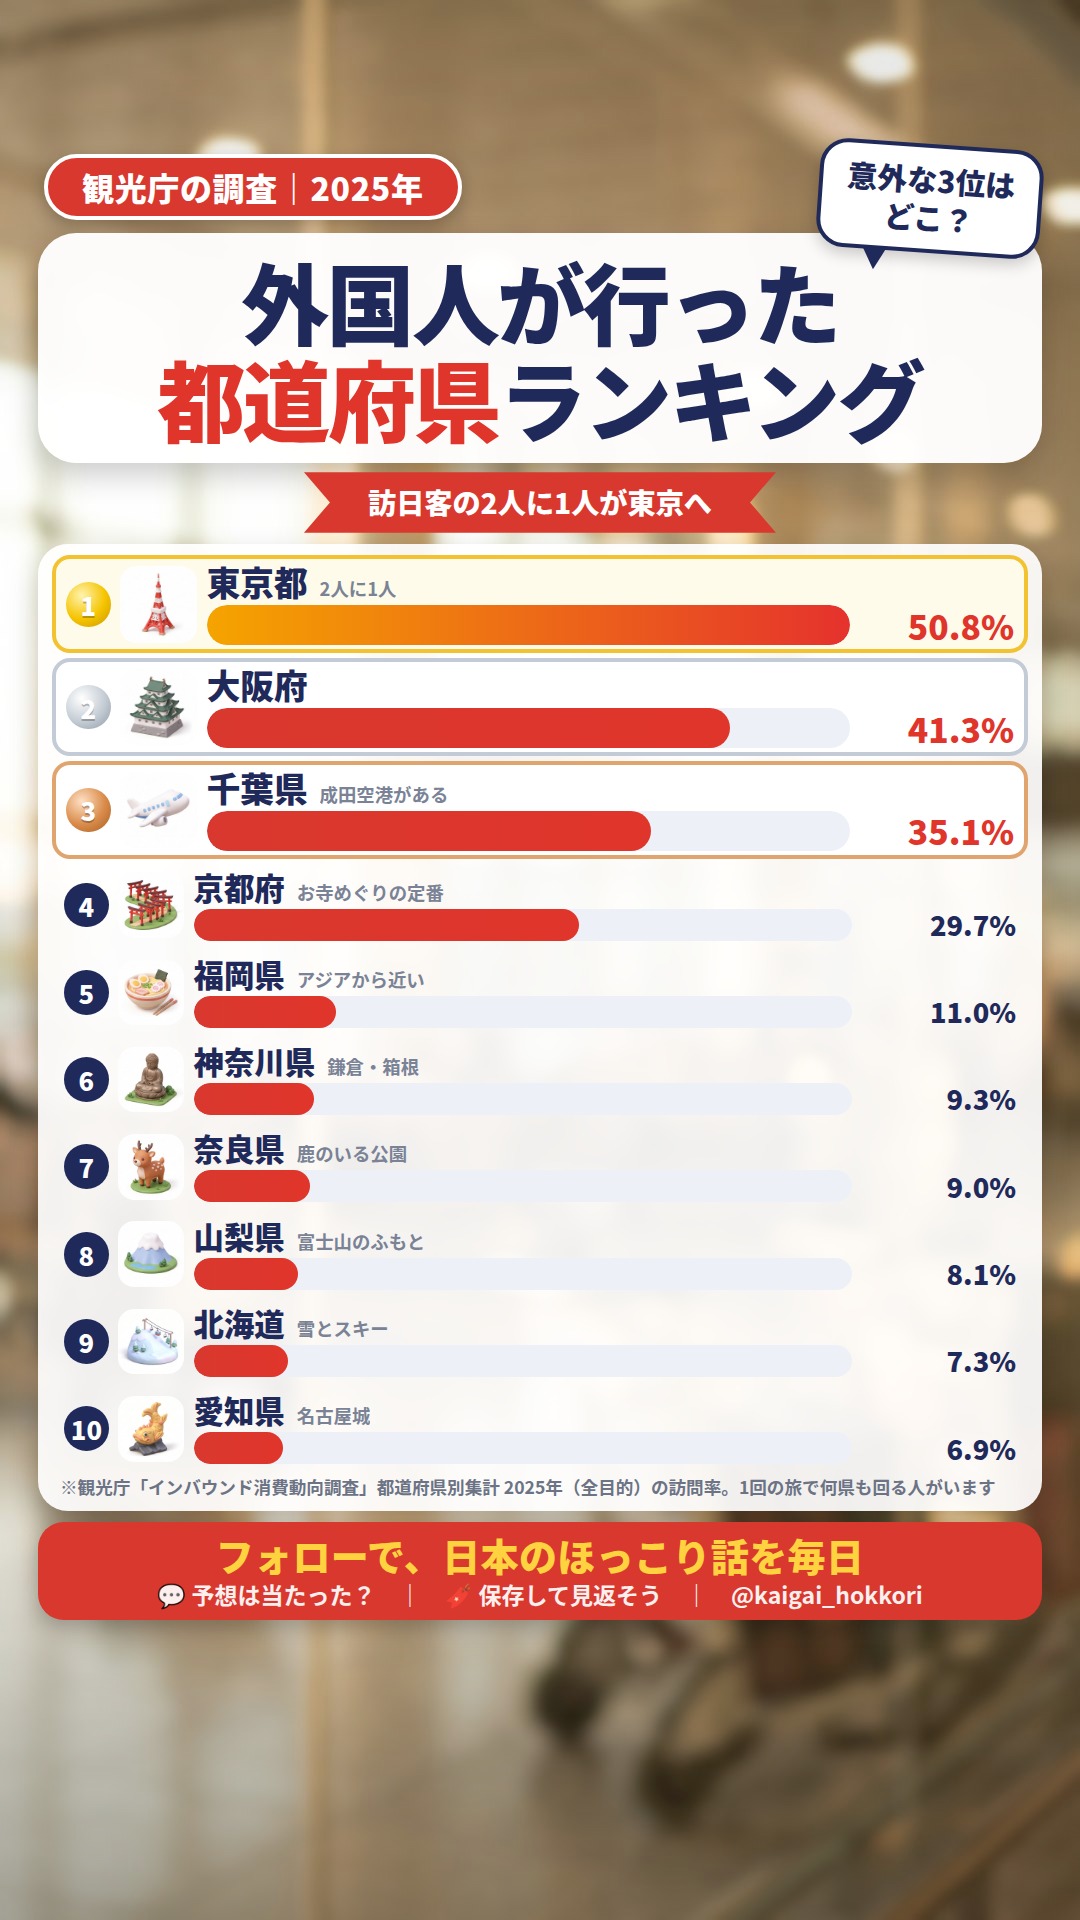 観光庁の調査｜2025年
意外な3位は
どこ？
外国人が行った
都道府県ランキング
訪日客の2人に1人が東京へ
1 東京都 2人に1人 50.8%
2 大阪府 41.3%
3 千葉県 成田空港がある 35.1%
4 京都府 お寺めぐりの定番 29.7%
5 福岡県 アジアから近い 11.0%
6 神奈川県 鎌倉・箱根 9.3%
7 奈良県 鹿のいる公園 9.0%
8 山梨県 富士山のふもと 8.1%
9 北海道 雪とスキー 7.3%
10 愛知県 名古屋城 6.9%
※観光庁「インバウンド消費動向調査」都道府県別集計 2025年（全目的）の訪問率。1回の旅で何県も回る人がいます
フォローで、日本のほっこり話を毎日
💬 予想は当たった？ ｜ 🔖 保存して見返そう ｜ @kaigai_hokkori